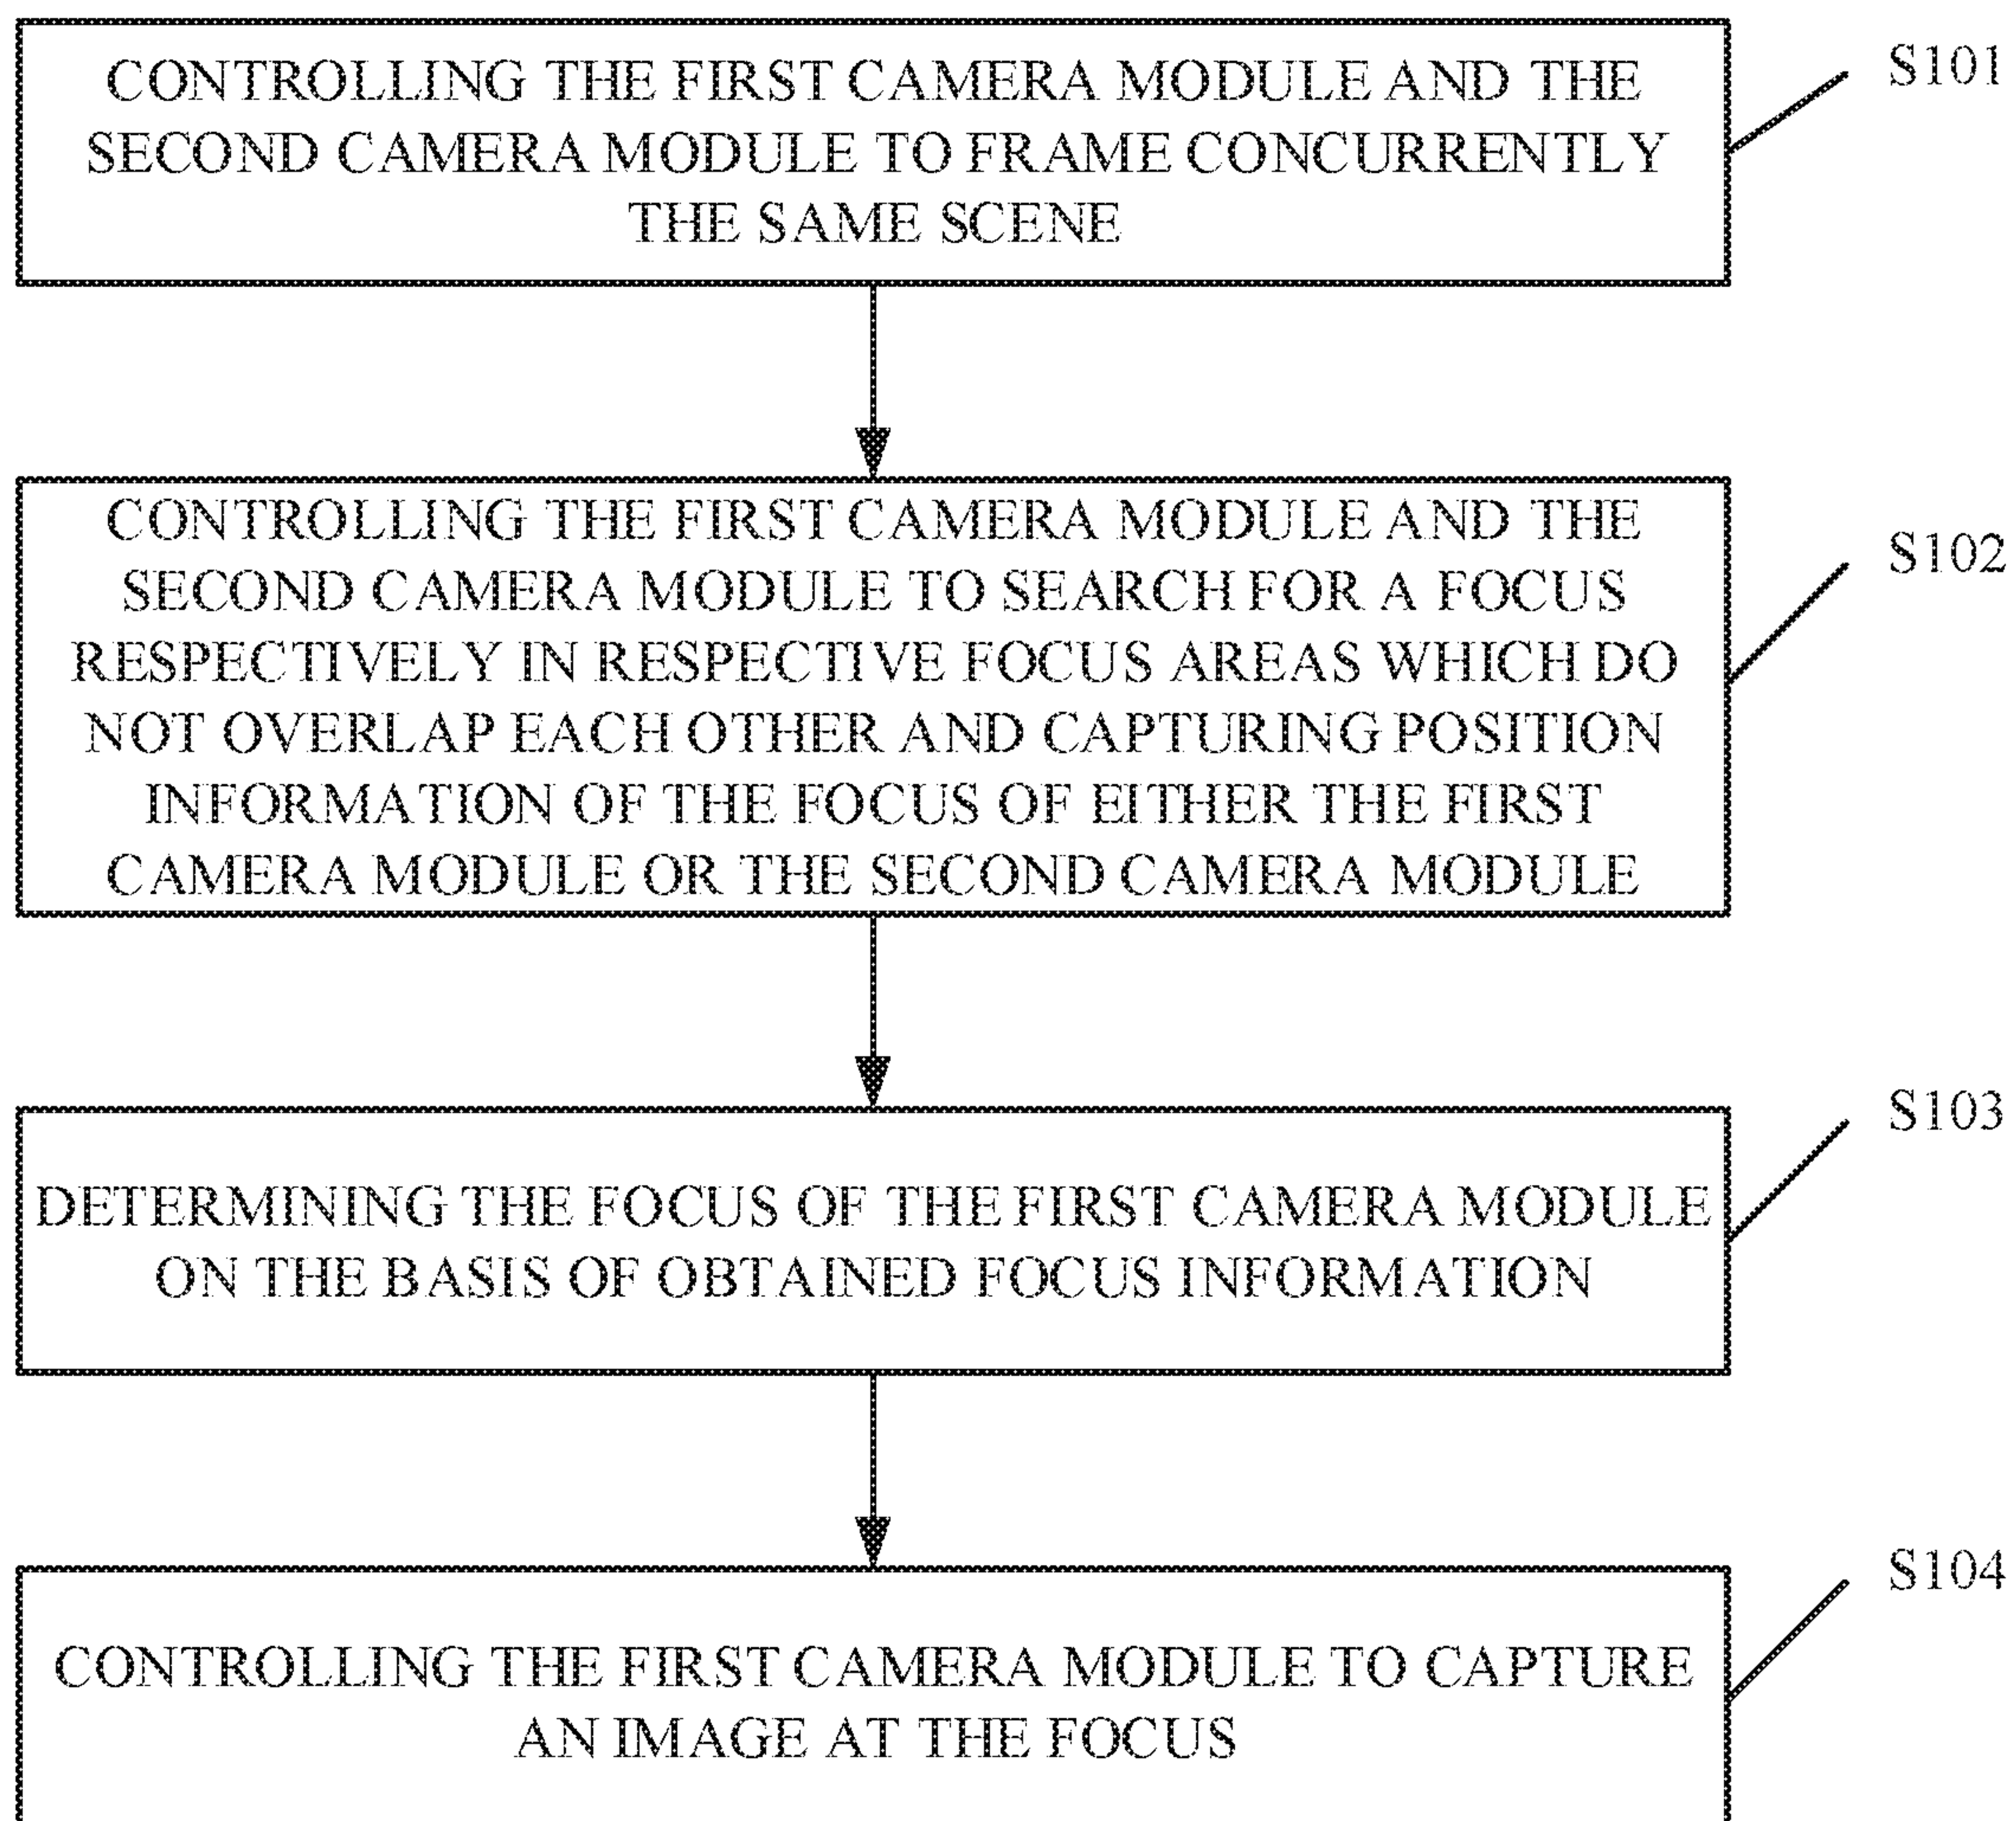 CONTROLLING THE FIRST CAMERA MODULE AND THE
SECOND CAMERA MODULE TO FRAME CONCURRENTLY
THE SAME SCENE
S101
CONTROLLING THE FIRST CAMERA MODULE AND THE
SECOND CAMERA MODULE TO SEARCH FOR A FOCUS
RESPECTIVELY IN RESPECTIVE FOCUS AREAS WHICH DO
NOT OVERLAP EACH OTHER AND CAPTURING POSITION
INFORMATION OF THE FOCUS OF EITHER THE FIRST
CAMERA MODULE OR THE SECOND CAMERA MODULE
S102
DETERMINING THE FOCUS OF THE FIRST CAMERA MODULE
ON THE BASIS OF OBTAINED FOCUS INFORMATION
S103
CONTROLLING THE FIRST CAMERA MODULE TO CAPTURE
AN IMAGE AT THE FOCUS
S104